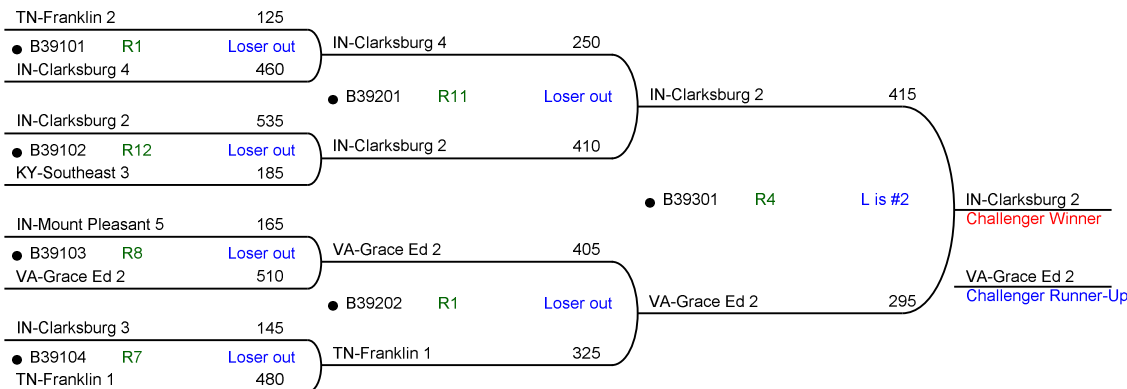 TN-Franklin 2 125
B39101 R1 Loser out
IN-Clarksburg 4 460
IN-Clarksburg 4 250
B39201 R11 Loser out
IN-Clarksburg 2 410
IN-Clarksburg 2 535
B39102 R12 Loser out
KY-Southeast 3 185
IN-Clarksburg 2 415
B39301 R4 L is #2
VA-Grace Ed 2 295
IN-Clarksburg 2
Challenger Winner
VA-Grace Ed 2
Challenger Runner-Up
IN-Mount Pleasant 5 165
B39103 R8 Loser out
VA-Grace Ed 2 510
VA-Grace Ed 2 405
B39202 R1 Loser out
TN-Franklin 1 325
IN-Clarksburg 3 145
B39104 R7 Loser out
TN-Franklin 1 480